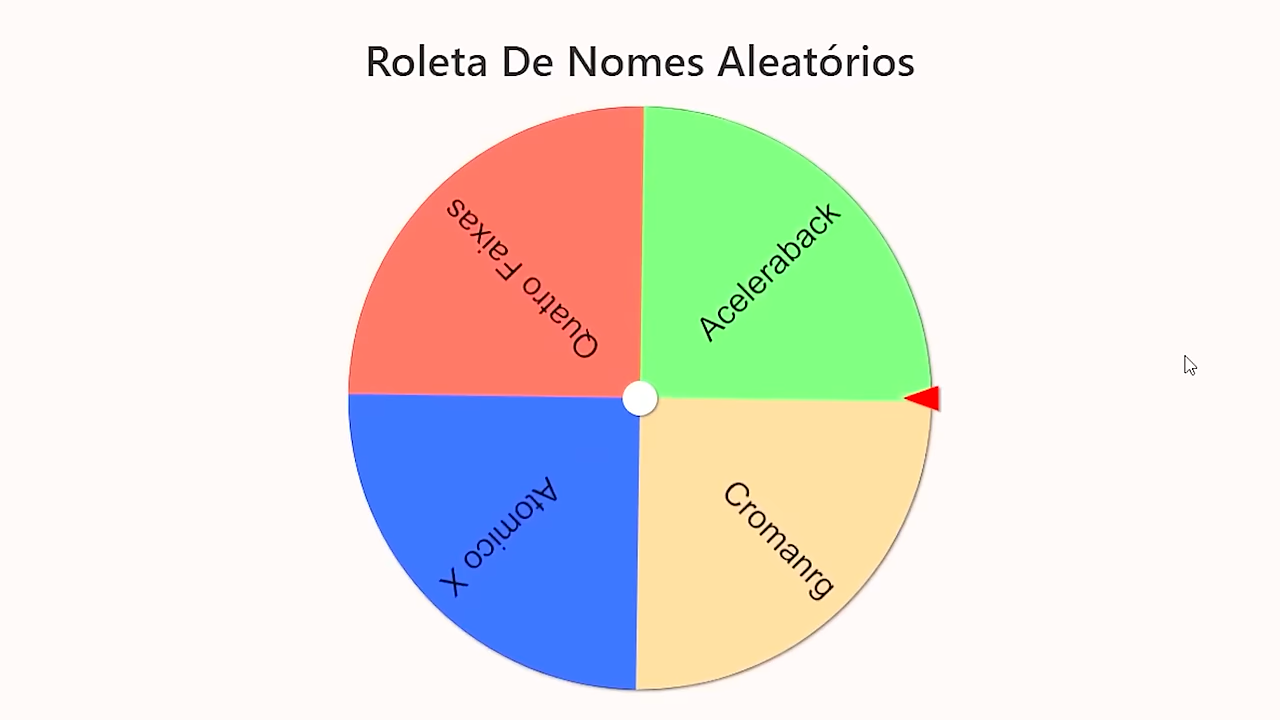 Roleta De Nomes Aleatórios
Quatro Faixas
Aceleraback
Atomico X
Cromanrg